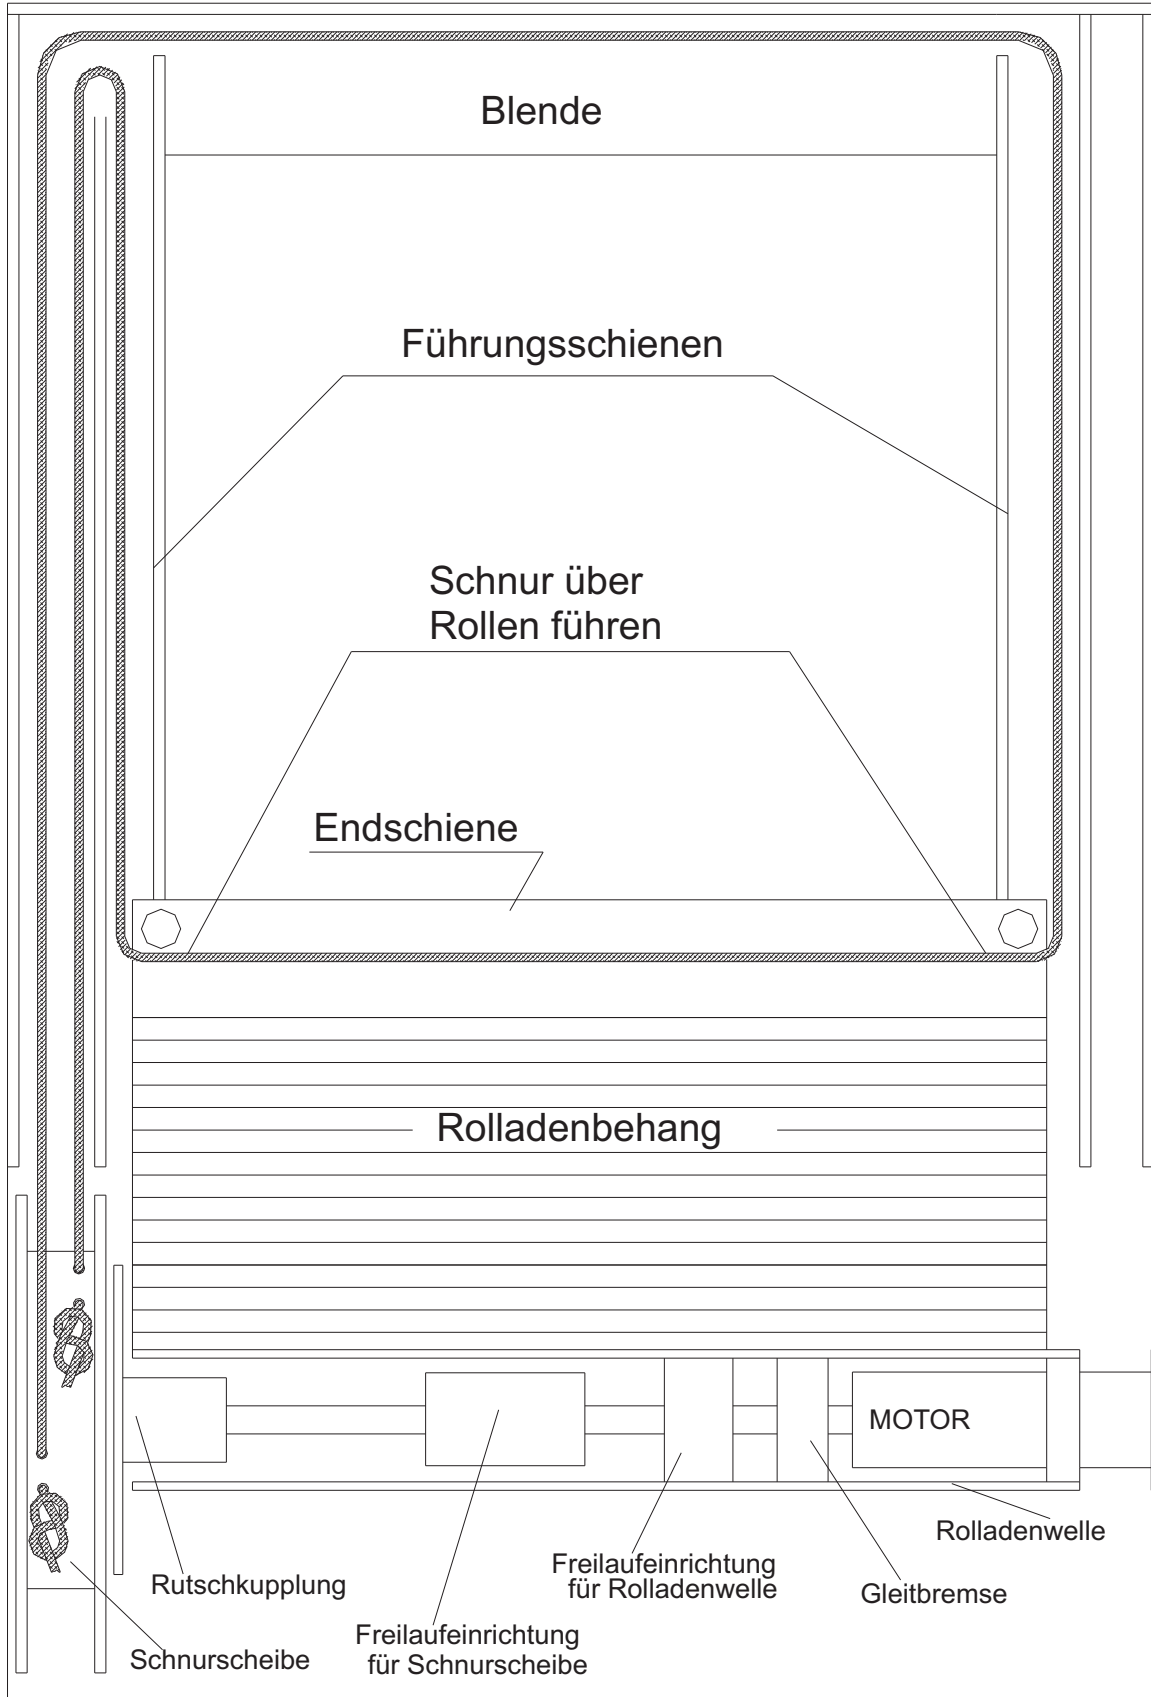 Blende
Führungsschienen
Schnur über
Rollen führen
Endschiene
Rolladenbehang
MOTOR
Rolladenwelle
Freilaufeinrichtung
für Rolladenwelle
Gleitbremse
Rutschkupplung
Freilaufeinrichtung
für Schnurscheibe
Schnurscheibe